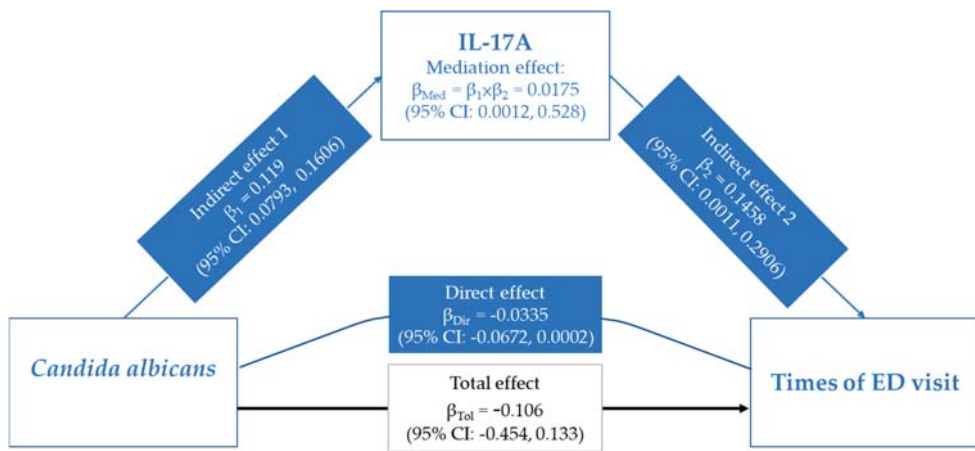 IL-17A
Mediation effect:
β_Med = β₁×β₂ = 0.0175
(95% CI: 0.0012, 0.528)
Indirect effect 1
β₁ = 0.119
(95% CI: 0.0793, 0.1606)
Indirect effect 2
β₂ = 0.1458
(95% CI: 0.0011, 0.2906)
Direct effect
β_Dir = -0.0335
(95% CI: -0.0672, 0.0002)
Candida albicans
Times of ED visit
Total effect
β_Tol = -0.106
(95% CI: -0.454, 0.133)